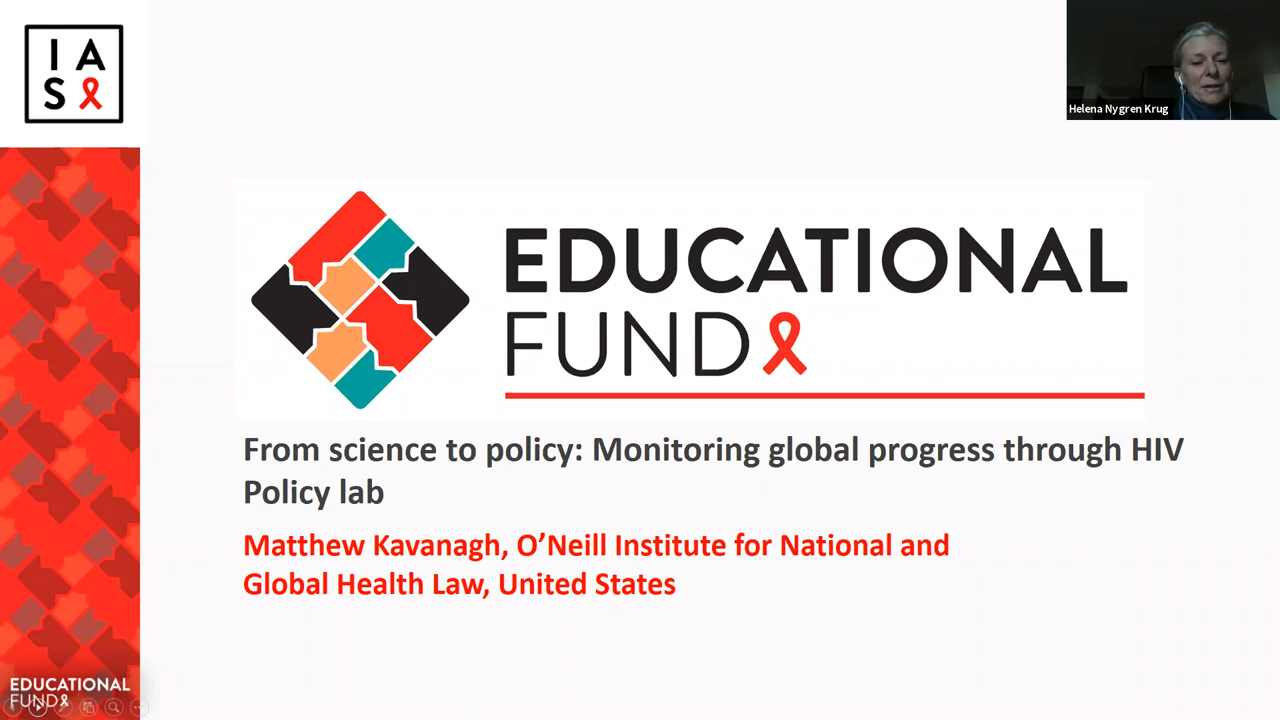 IAS
Helena Nygren Krug
EDUCATIONAL
FUND
From science to policy: Monitoring global progress through HIV
Policy lab
Matthew Kavanagh, O’Neill Institute for National and
Global Health Law, United States
EDUCATIONAL
FUND